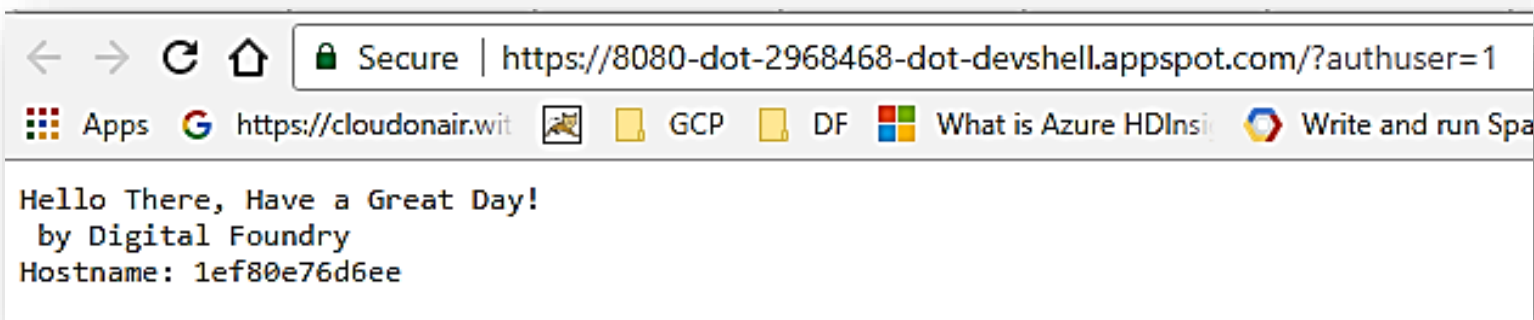 Secure | https://8080-dot-2968468-dot-devshell.appspot.com/?authuser=1
Apps https://cloudonair.wit GCP DF What is Azure HDInsi Write and run Spa
Hello There, Have a Great Day!
by Digital Foundry
Hostname: 1ef80e76d6ee